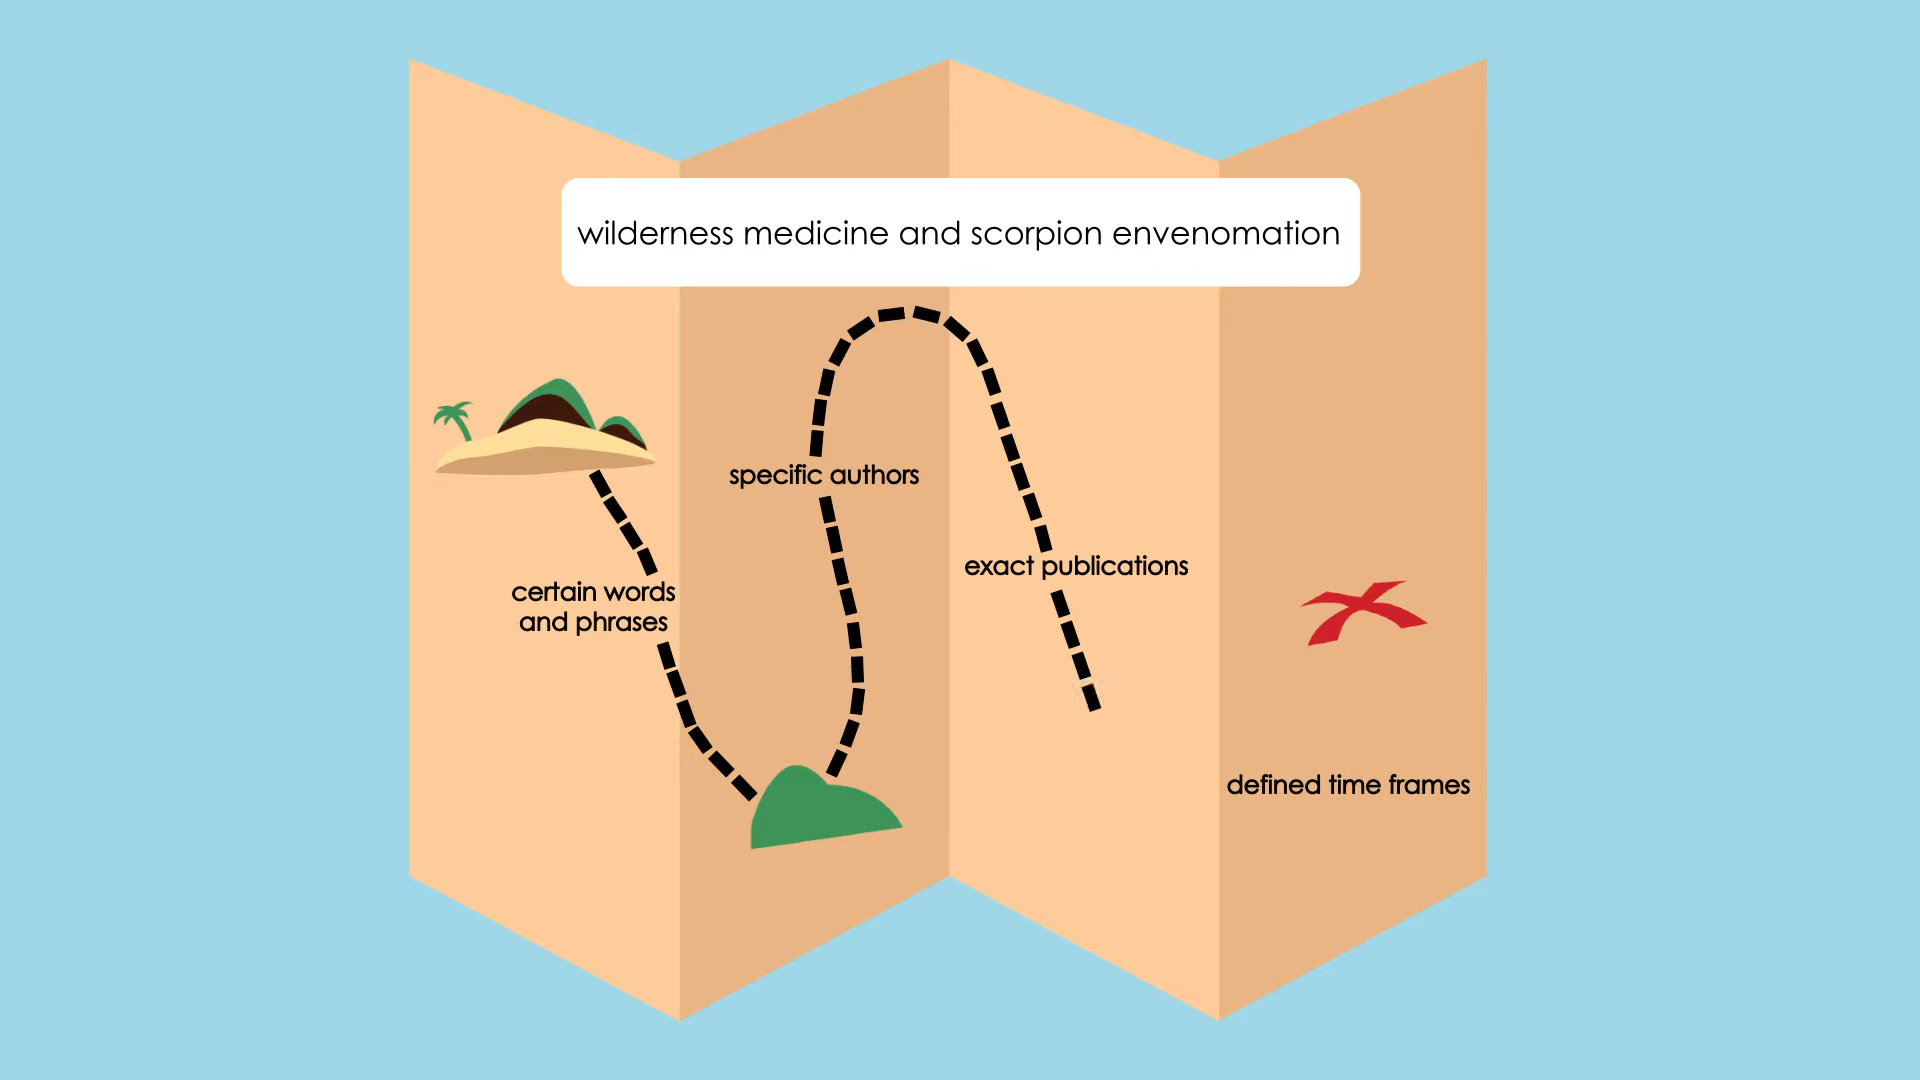 wilderness medicine and scorpion envenomation
specific authors
exact publications
certain words
and phrases
defined time frames